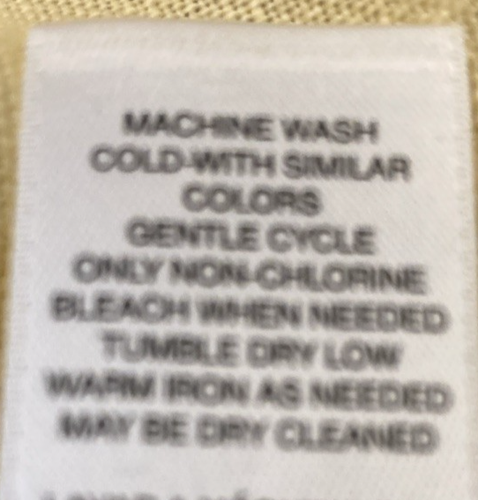 MACHINE WASH
COLD-WITH SIMILAR
COLORS
GENTLE CYCLE
ONLY NON-CHLORINE
BLEACH WHEN NEEDED
TUMBLE DRY LOW
WARM IRON AS NEEDED
MAY BE DRY CLEANED